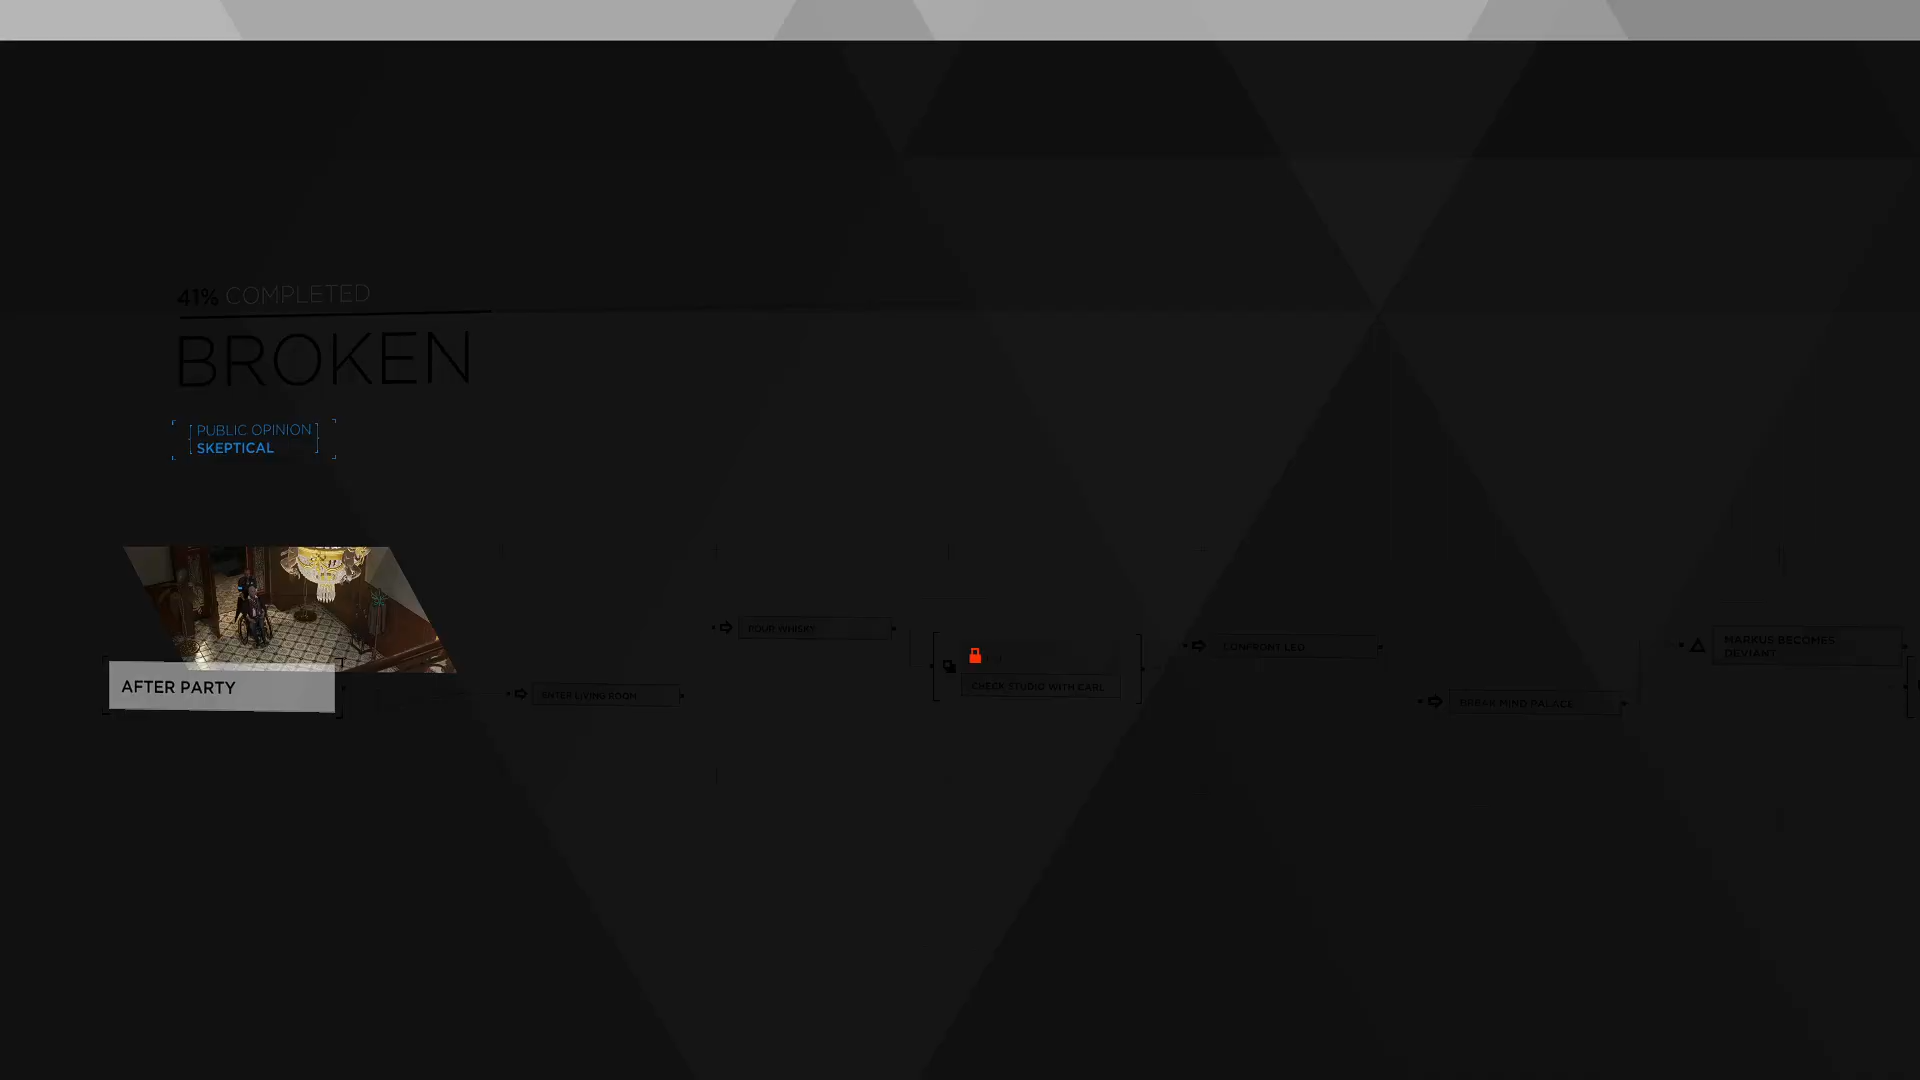 41% COMPLETED
BROKEN
PUBLIC OPINION
SKEPTICAL
AFTER PARTY
ENTER LIVING ROOM
POUR WHISKY
CHECK STUDIO WITH CARL
CONFRONT LEO
BREAK MIND PALACE
MARKUS BECOMES
DEVIANT